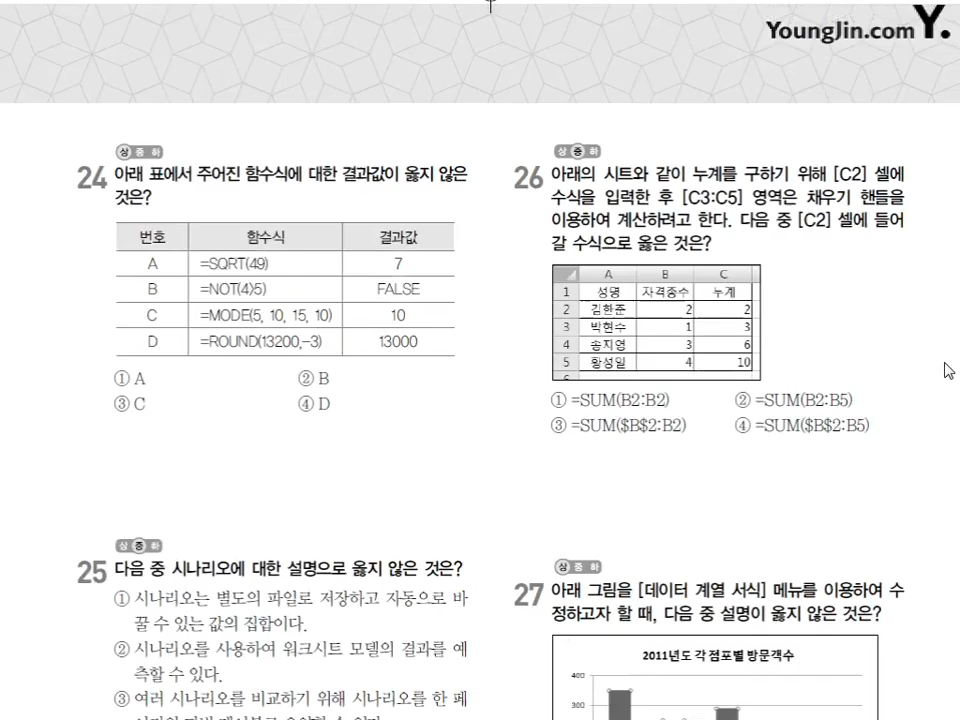 YoungJin.com Y.
상 중 하
24 아래 표에서 주어진 함수식에 대한 결과값이 옳지 않은
것은?
번호 함수식 결과값
A =SQRT(49) 7
B =NOT(4>5) FALSE
C =MODE(5, 10, 15, 10) 10
D =ROUND(13200,-3) 13000
① A ② B
③ C ④ D
상 중 하
25 다음 중 시나리오에 대한 설명으로 옳지 않은 것은?
① 시나리오는 별도의 파일로 저장하고 자동으로 바
꿀 수 있는 값의 집합이다.
② 시나리오를 사용하여 워크시트 모델의 결과를 예
측할 수 있다.
③ 여러 시나리오를 비교하기 위해 시나리오를 한 페
상 중 하
26 아래의 시트와 같이 누계를 구하기 위해 [C2] 셀에
수식을 입력한 후 [C3:C5] 영역은 채우기 핸들을
이용하여 계산하려고 한다. 다음 중 [C2] 셀에 들어
갈 수식으로 옳은 것은?
A B C
1 성명 자격증수 누계
2 김한준 2 2
3 박현수 1 3
4 송지영 3 6
5 황성일 4 10
① =SUM(B2:B2) ② =SUM(B2:B5)
③ =SUM($B$2:B2) ④ =SUM($B$2:B5)
상 중 하
27 아래 그림을 [데이터 계열 서식] 메뉴를 이용하여 수
정하고자 할 때, 다음 중 설명이 옳지 않은 것은?
2011년도 각 점포별 방문객수
400
300